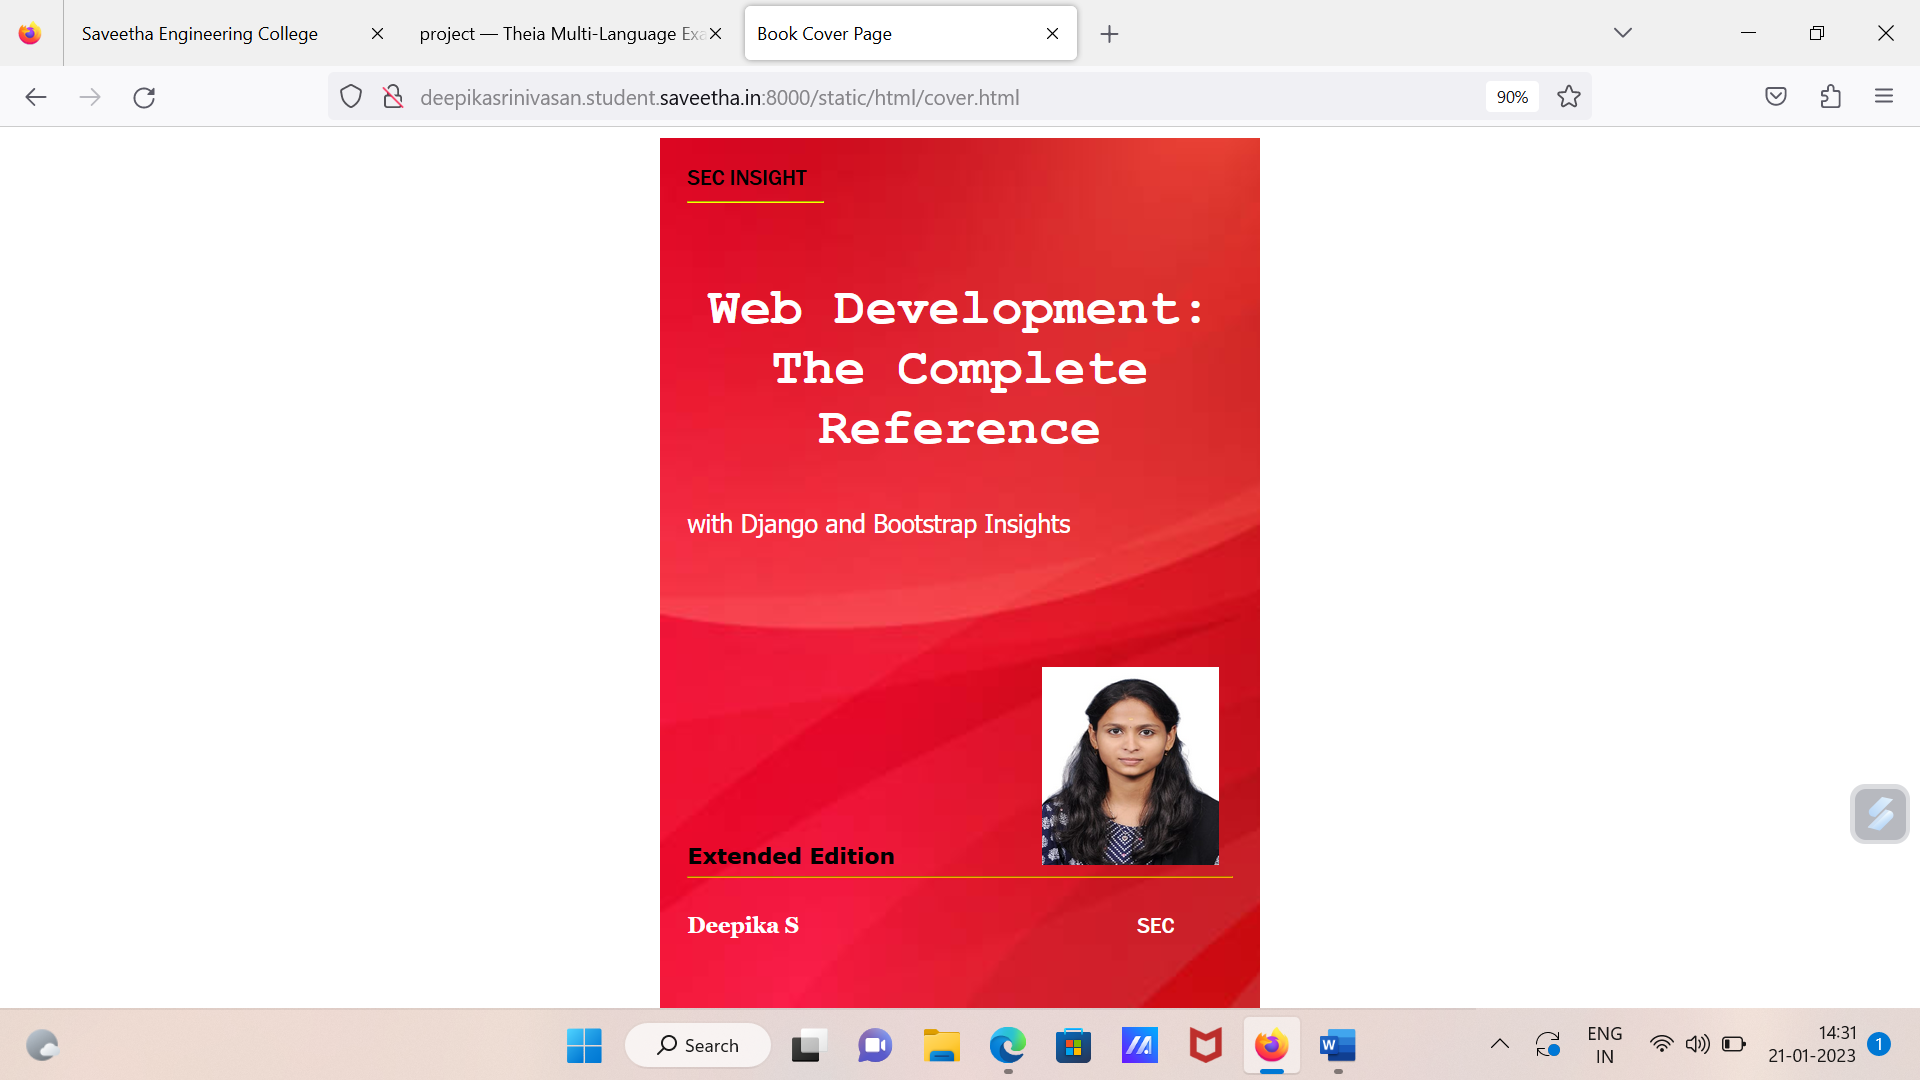 Saveetha Engineering College
project — Theia Multi-Language Exa
Book Cover Page
deepikasrinivasan.student.saveetha.in:8000/static/html/cover.html
90%
SEC INSIGHT
Web Development:
The Complete
Reference
with Django and Bootstrap Insights
Extended Edition
Deepika S
SEC
Search
W
ENG
IN
14:31
21-01-2023
1